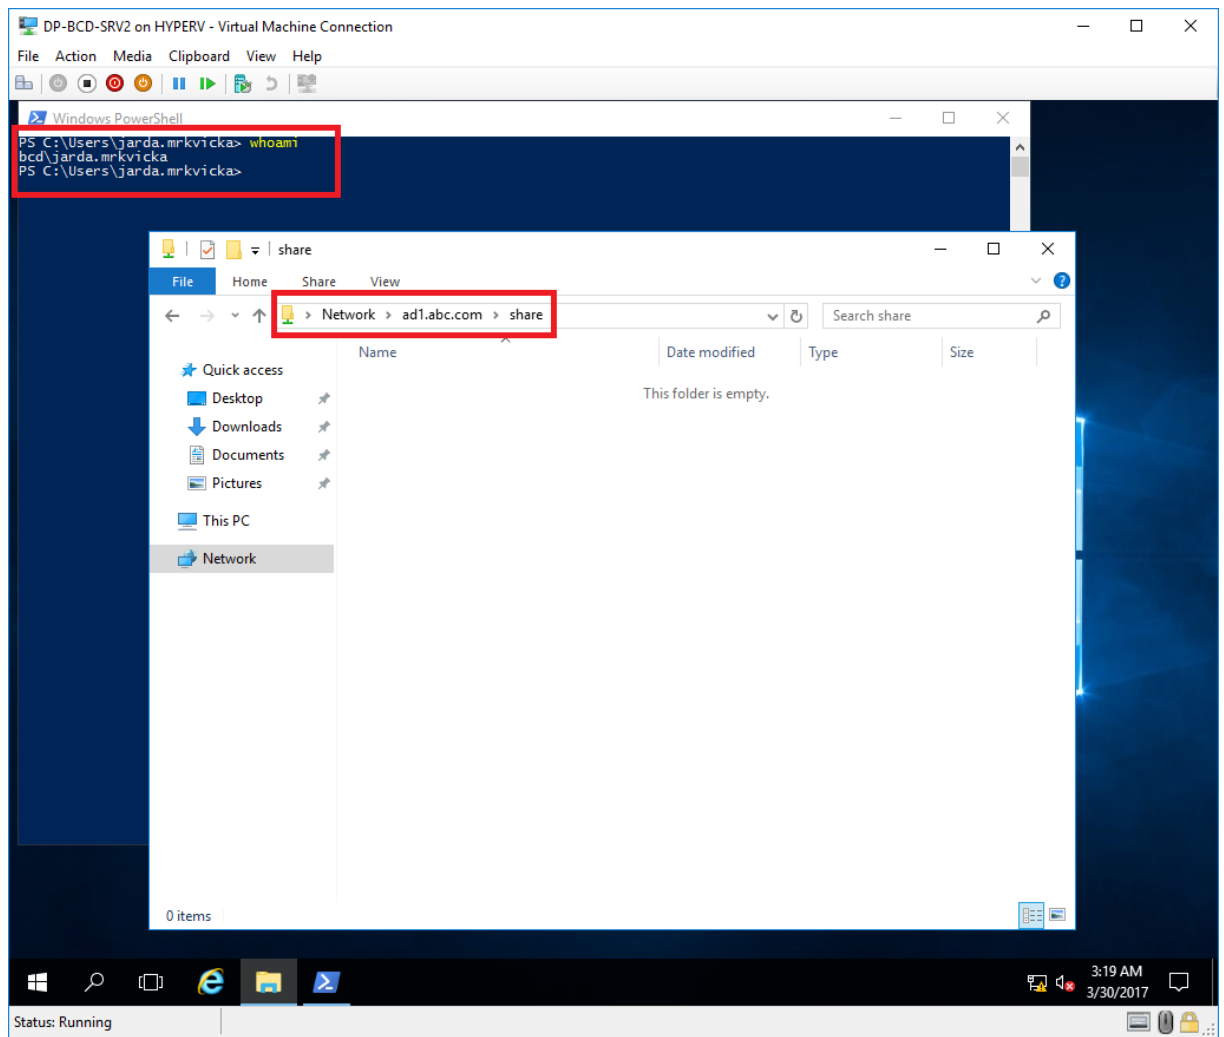 DP-BCD-SRV2 on HYPERV - Virtual Machine Connection
File Action Media Clipboard View Help
Windows PowerShell
PS C:\Users\jarda.mrkvicka> whoami
bcd\jarda.mrkvicka
PS C:\Users\jarda.mrkvicka>
share
File Home Share View
Network > ad1.abc.com > share
Search share
Name Date modified Type Size
This folder is empty.
Quick access
Desktop
Downloads
Documents
Pictures
This PC
Network
0 items
3:19 AM
3/30/2017
Status: Running